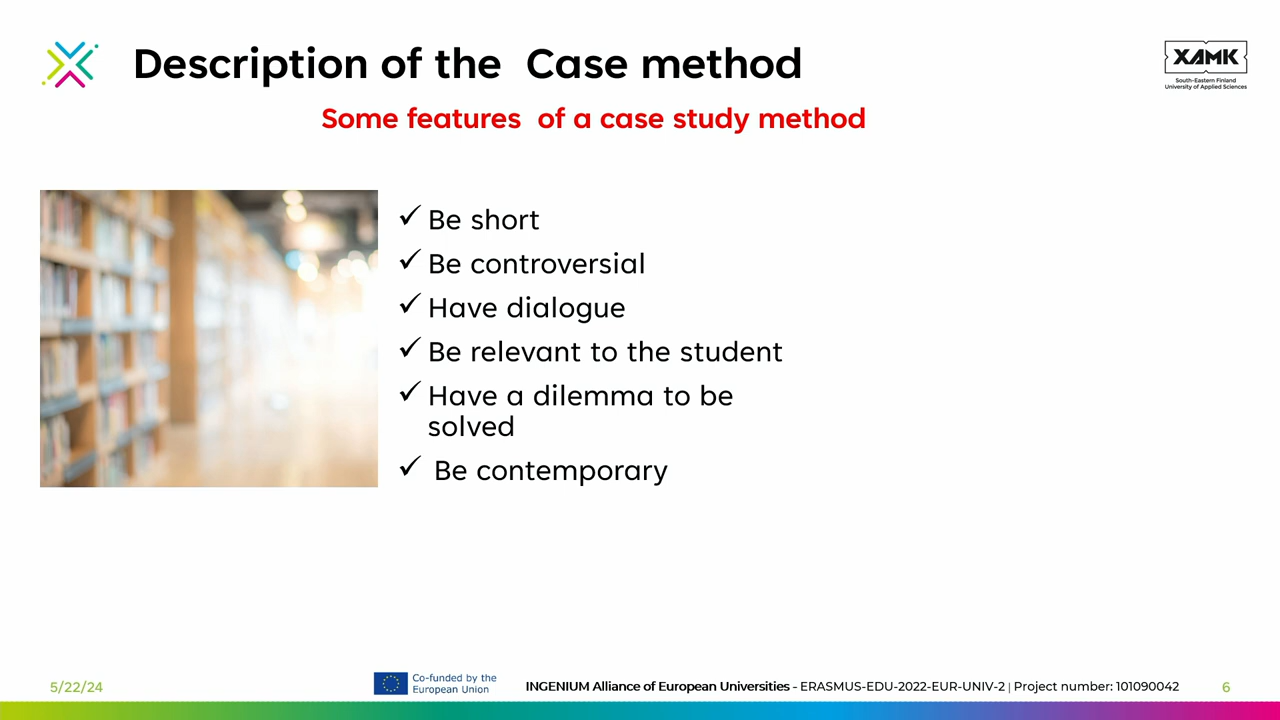 Description of the  Case method
XAMK
South-Eastern Finland
University of Applied Sciences
Some features  of a case study method
✓ Be short
✓ Be controversial
✓ Have dialogue
✓ Be relevant to the student
✓ Have a dilemma to be
solved
✓ Be contemporary
5/22/24
Co-funded by the
European Union
INGENIUM Alliance of European Universities - ERASMUS-EDU-2022-EUR-UNIV-2 | Project number: 101090042
6